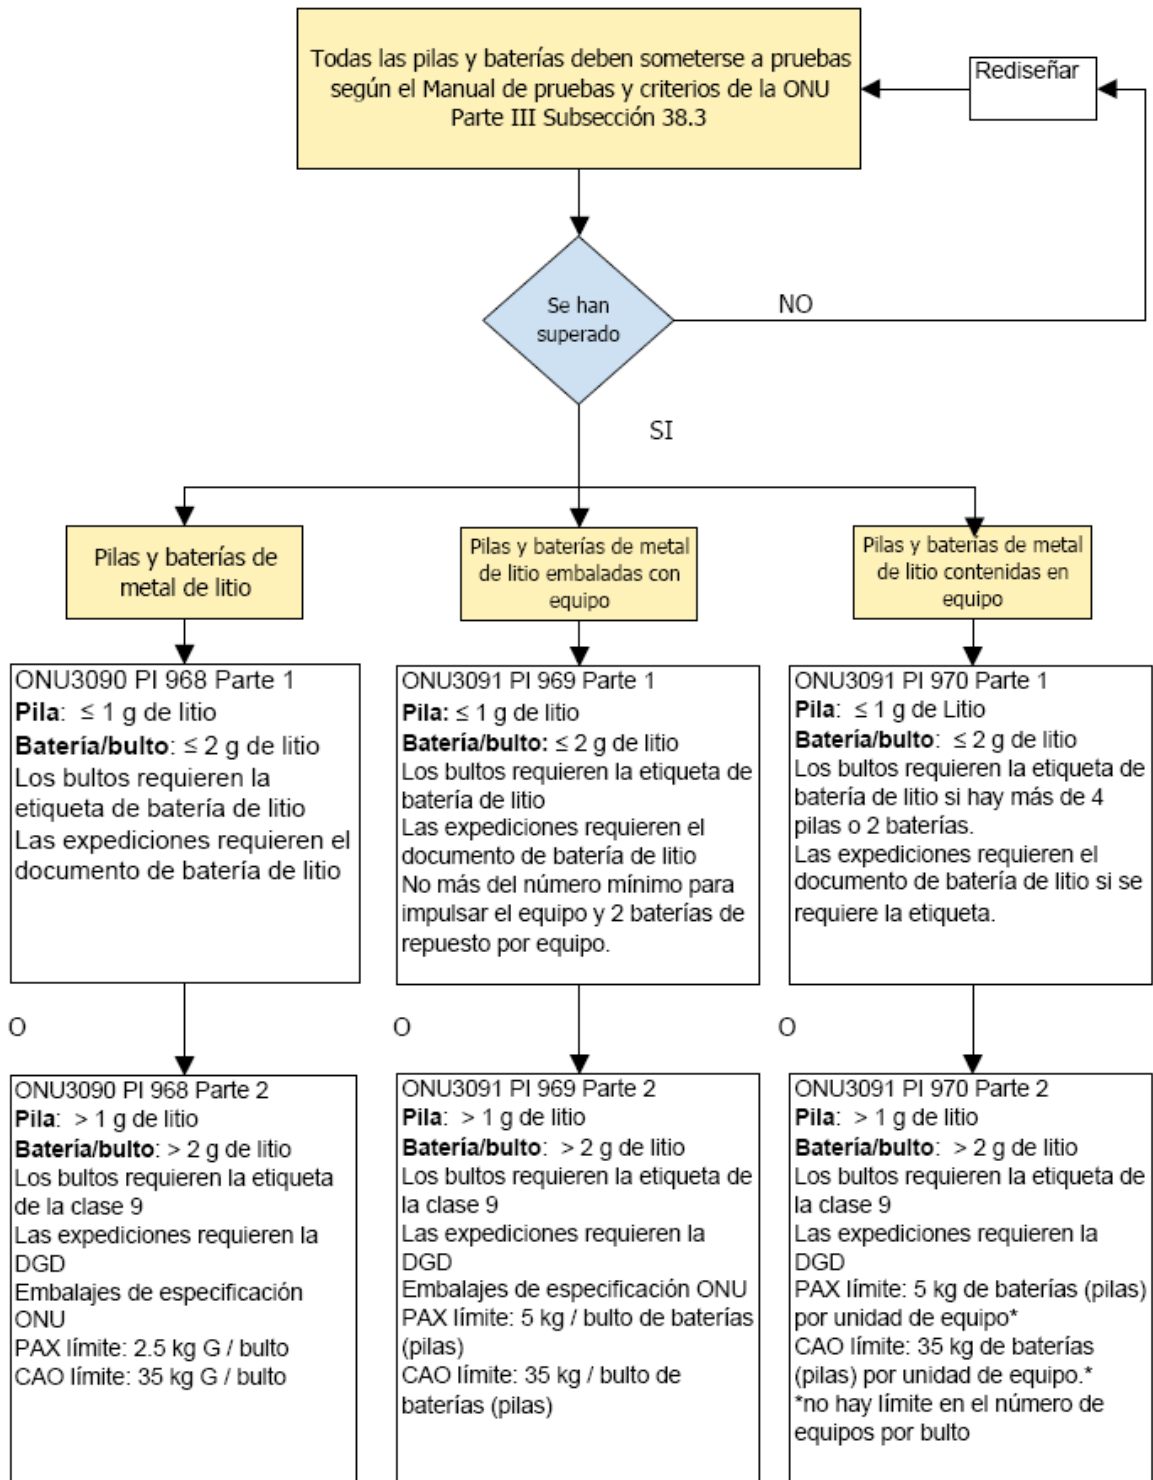 Todas las pilas y baterías deben someterse a pruebas
según el Manual de pruebas y criterios de la ONU
Parte III Subsección 38.3
Rediseñar
Se han
superado
NO
SI
Pilas y baterías de
metal de litio
Pilas y baterías de metal
de litio embaladas con
equipo
Pilas y baterías de metal
de litio contenidas en
equipo
ONU3090 PI 968 Parte 1
Pila: ≤ 1 g de litio
Batería/bulto: ≤ 2 g de litio
Los bultos requieren la
etiqueta de batería de litio
Las expediciones requieren el
documento de batería de litio
ONU3091 PI 969 Parte 1
Pila: ≤ 1 g de litio
Batería/bulto: ≤ 2 g de litio
Los bultos requieren la etiqueta de
batería de litio
Las expediciones requieren el
documento de batería de litio
No más del número mínimo para
impulsar el equipo y 2 baterías de
repuesto por equipo.
ONU3091 PI 970 Parte 1
Pila: ≤ 1 g de Litio
Batería/bulto: ≤ 2 g de litio
Los bultos requieren la etiqueta de
batería de litio si hay más de 4
pilas o 2 baterías.
Las expediciones requieren el
documento de batería de litio si se
requiere la etiqueta.
O
O
O
ONU3090 PI 968 Parte 2
Pila: > 1 g de litio
Batería/bulto: > 2 g de litio
Los bultos requieren la etiqueta
de la clase 9
Las expediciones requieren la
DGD
Embalajes de especificación
ONU
PAX límite: 2.5 kg G / bulto
CAO límite: 35 kg G / bulto
ONU3091 PI 969 Parte 2
Pila: > 1 g de litio
Batería/bulto: > 2 g de litio
Los bultos requieren la etiqueta de
la clase 9
Las expediciones requieren la
DGD
Embalajes de especificación ONU
PAX límite: 5 kg / bulto de baterías
(pilas)
CAO límite: 35 kg / bulto de
baterías (pilas)
ONU3091 PI 970 Parte 2
Pila: > 1 g de litio
Batería/bulto: > 2 g de litio
Los bultos requieren la etiqueta de
la clase 9
Las expediciones requieren la
DGD
PAX límite: 5 kg de baterías (pilas)
por unidad de equipo*
CAO límite: 35 kg de baterías
(pilas) por unidad de equipo.*
*no hay límite en el número de
equipos por bulto